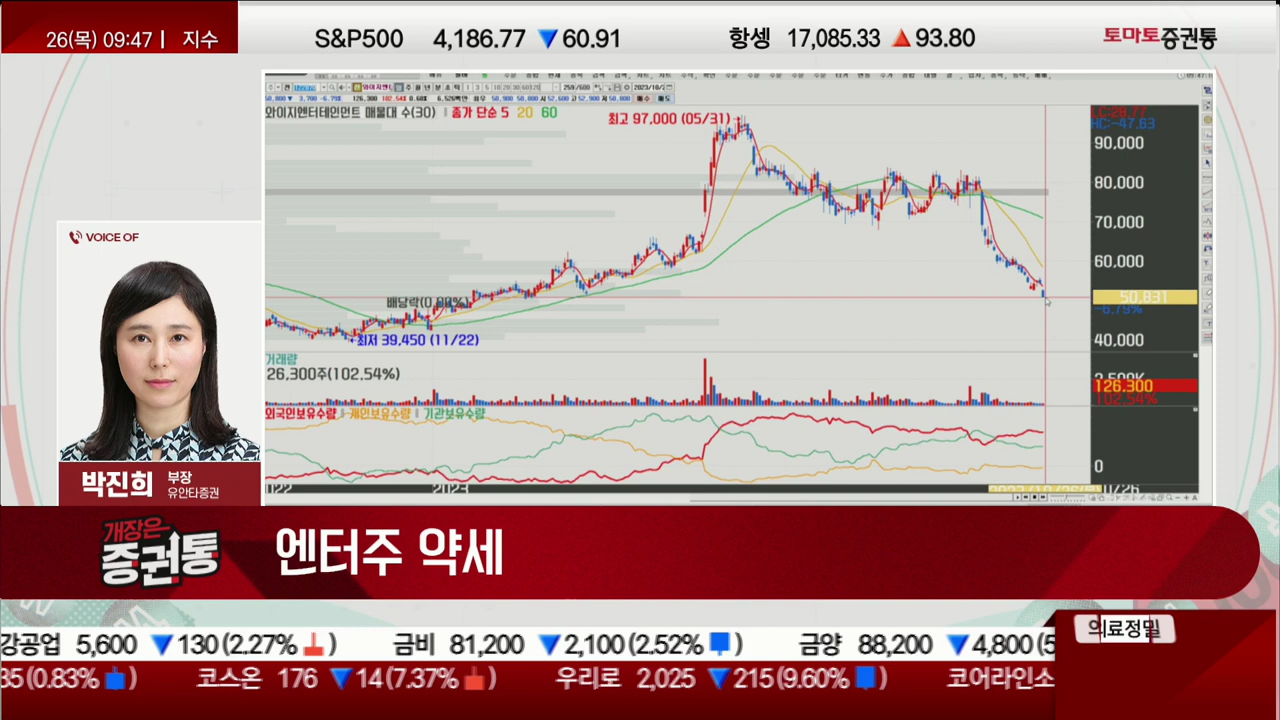 26(목) 09:47 | 지수
S&P500 4,186.77 ▼ 60.91
항셍 17,085.33 ▲ 93.80
토마토증권통
와이지엔터테인먼트 매물대 수(30) 종가 단순 5 20 60
최고 97,000 (05/31)
LC:28.77
HC:-47.63
90,000
80,000
70,000
60,000
50,831
-6.79%
40,000
배당락(0.88%)
←최저 39,450 (11/22)
거래량
26,300주(102.54%)
126,300
102.54%
외국인보유수량 개인보유수량 기관보유수량
0
2023
VOICE OF
박진희 부장
유안타증권
개장은
증권통
엔터주 약세
강공업 5,600 ▼ 130 (2.27% ) 금비 81,200 ▼ 2,100 (2.52% ) 금양 88,200 ▼ 4,800 (5
의료정밀
35 (0.83% ) 코스온 176 ▼ 14 (7.37% ) 우리로 2,025 ▼ 215 (9.60% ) 코어라인소